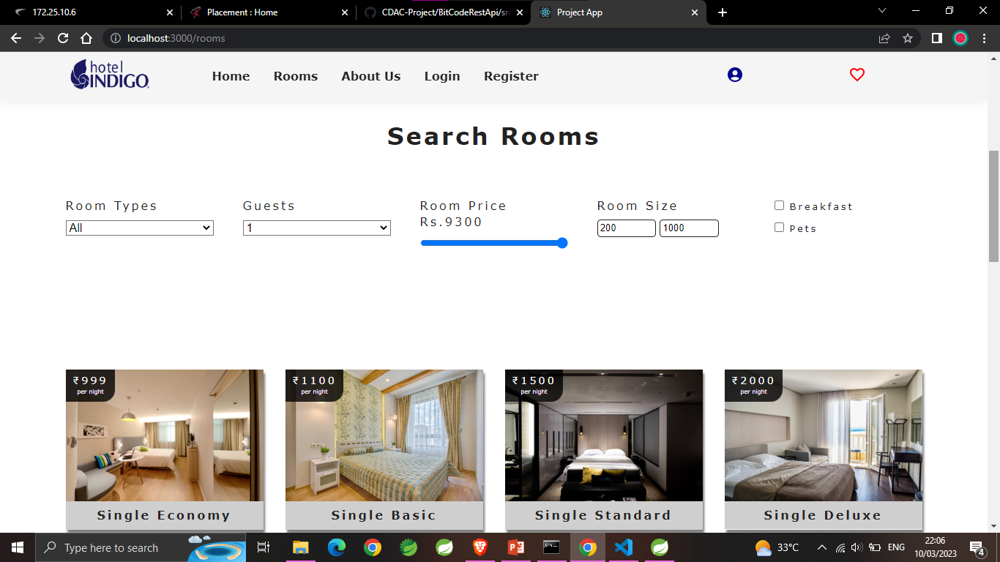 172.25.10.6
Placement : Home
CDAC-Project/BitCodeRestApi/sr
Project App
localhost:3000/rooms
hotel
INDIGO
Home Rooms About Us Login Register
Search Rooms
Room Types
All
Guests
1
Room Price
Rs.9300
Room Size
200 1000
Breakfast
Pets
₹999
per night
Single Economy
₹1100
per night
Single Basic
₹1500
per night
Single Standard
₹2000
per night
Single Deluxe
Type here to search
33°C
ENG
22:06
10/03/2023
4